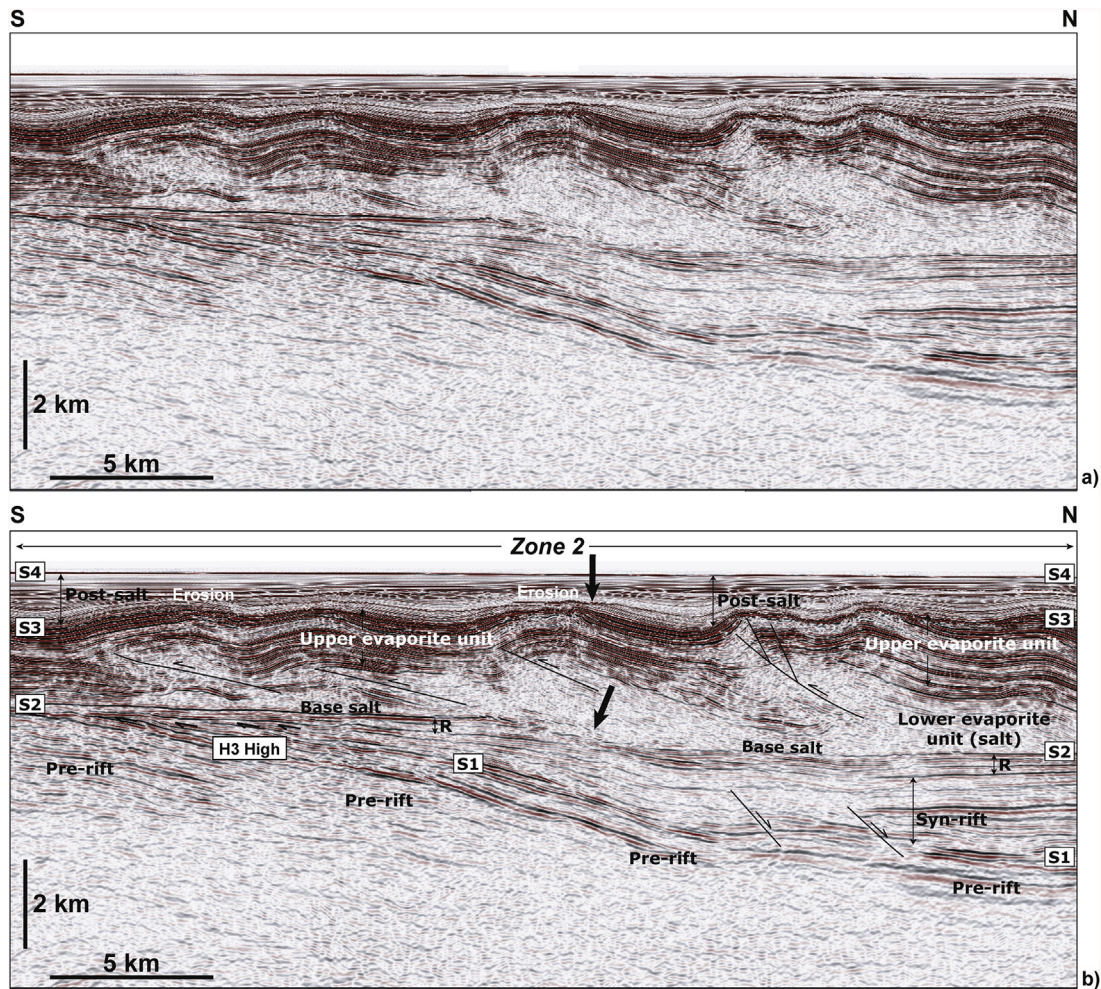 S N
2 km
5 km
a)
S N
Zone 2
S4 S4
Post-salt Erosion Erosion Post-salt
S3 S3
Upper evaporite unit Upper evaporite unit
S2 Base salt R Base salt Lower evaporite
unit (salt) S2
H3 High S1 R
Pre-rift Pre-rift Syn-rift
Pre-rift S1
Pre-rift
2 km
5 km
b)